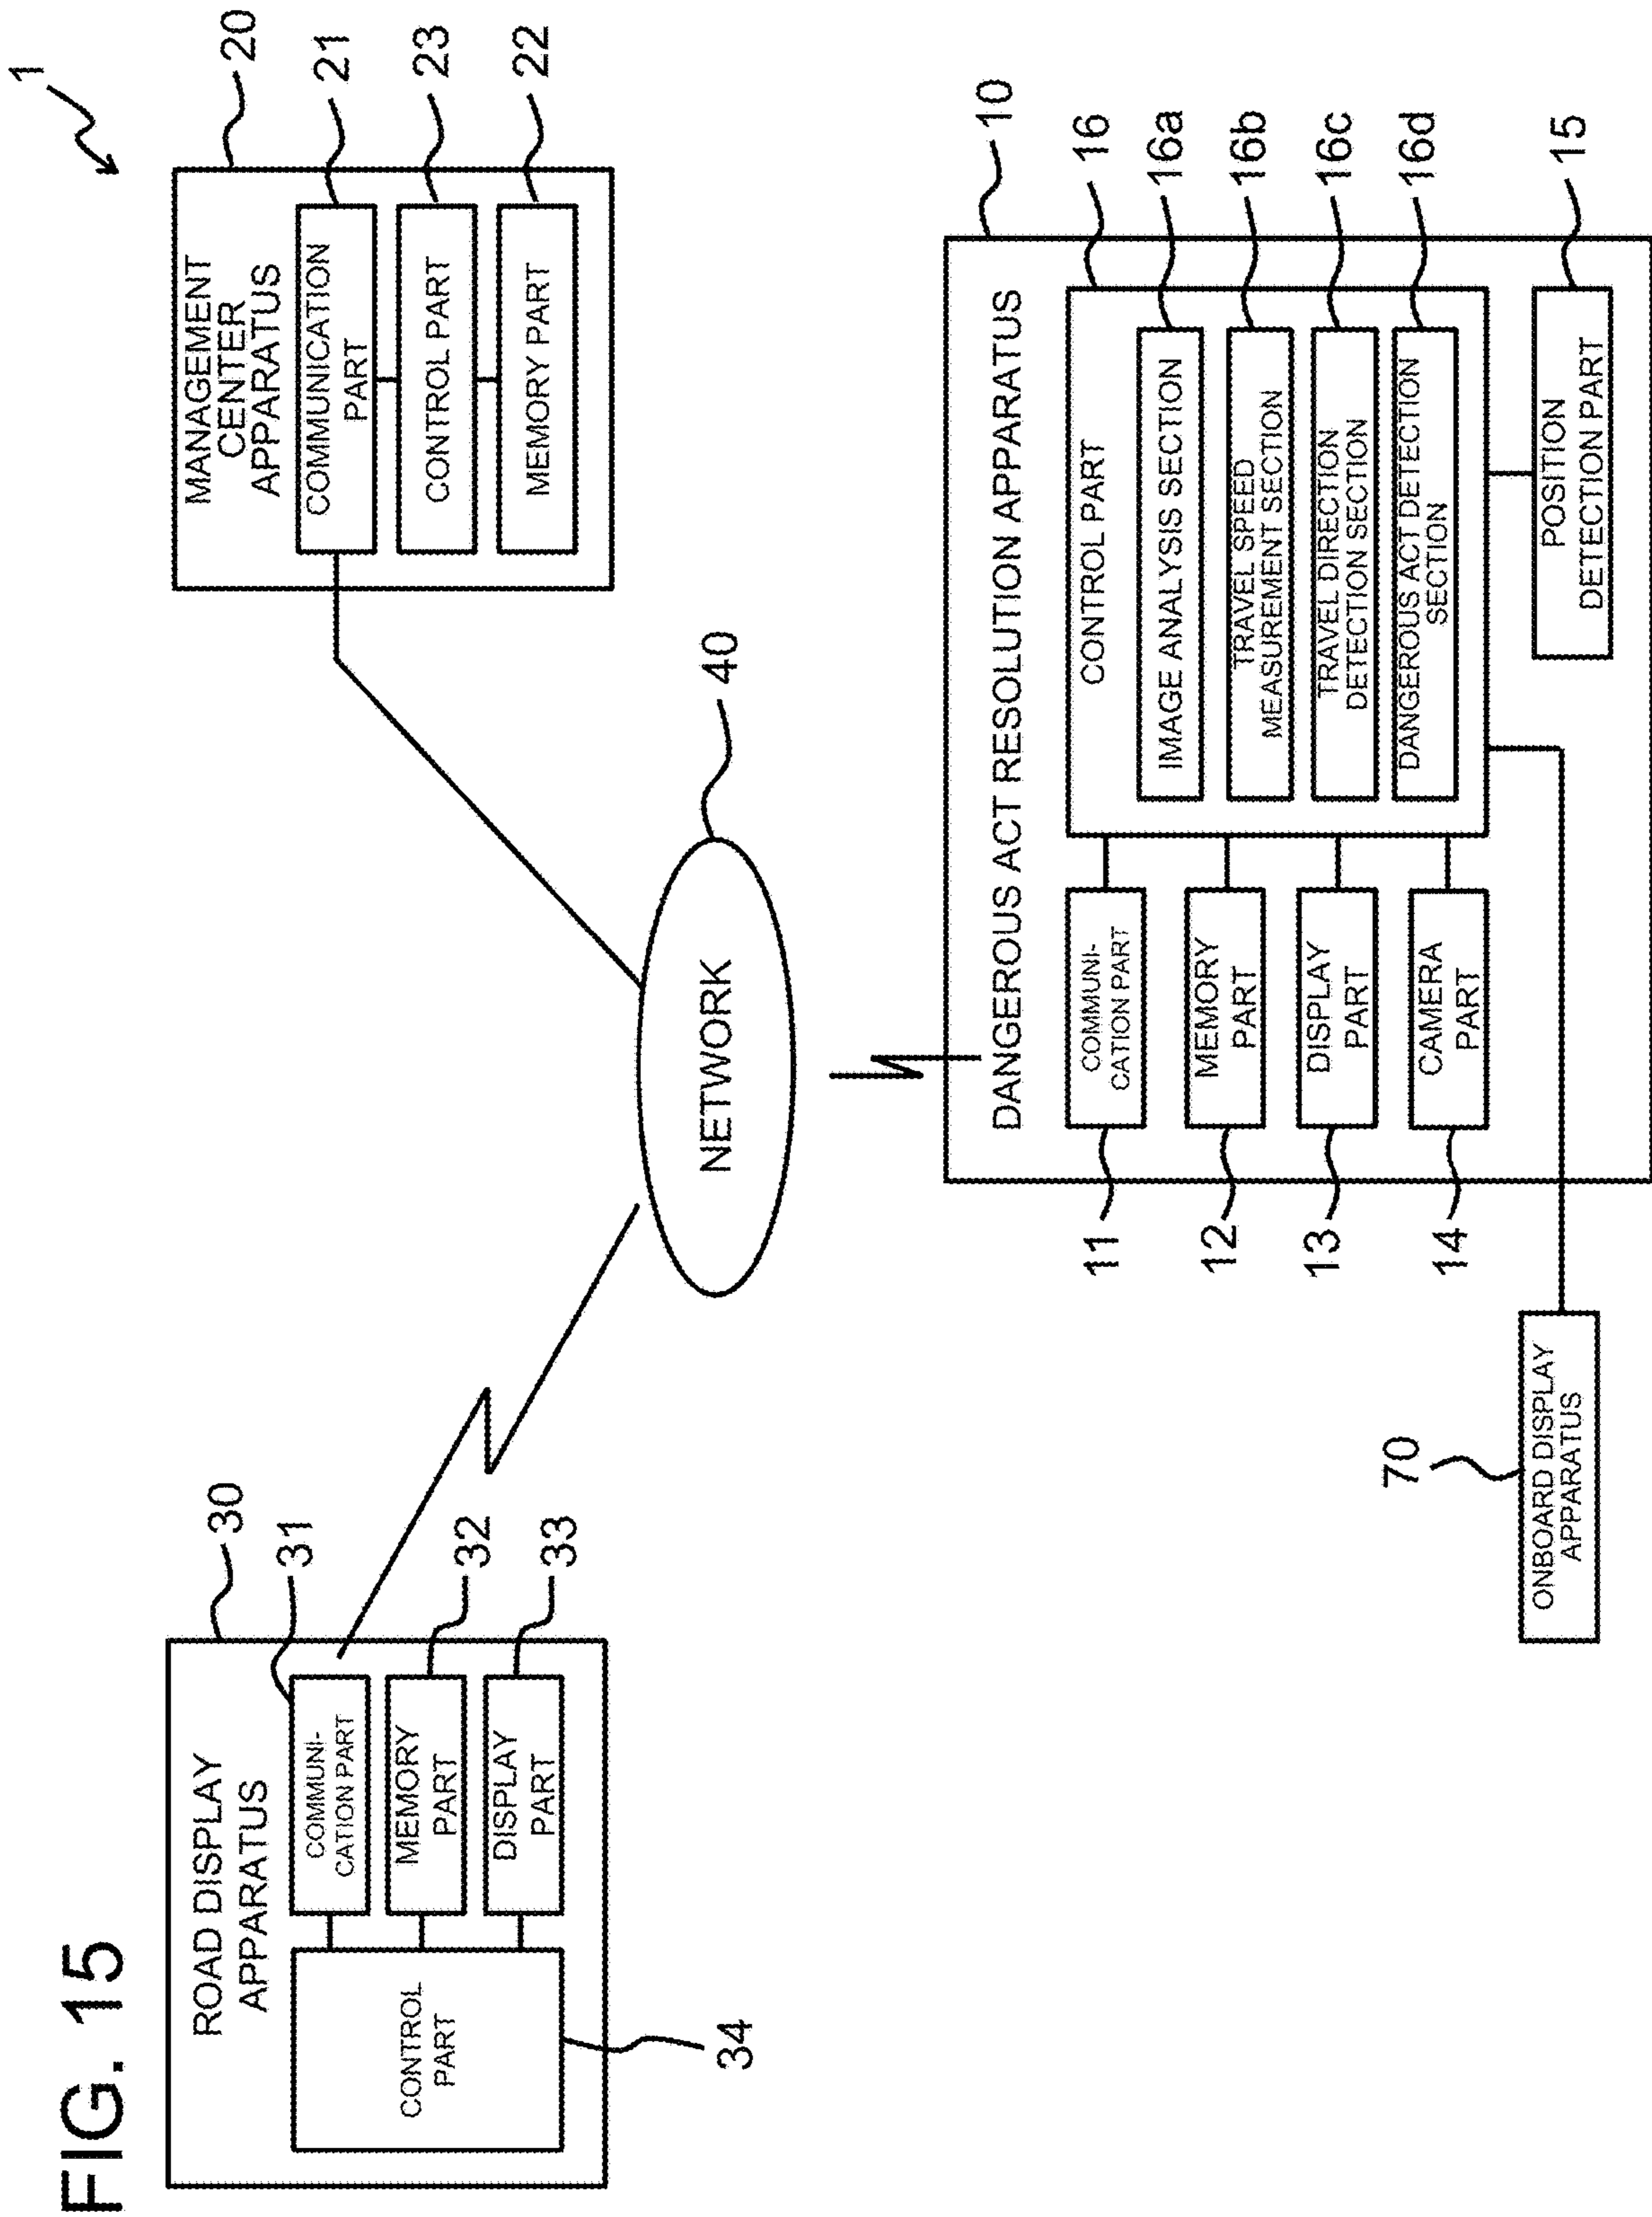 FIG. 15
1
ROAD DISPLAY
APPARATUS
30
COMMUNI-
CATION PART
31
MEMORY
PART
32
DISPLAY
PART
33
CONTROL
PART
34
MANAGEMENT
CENTER
APPARATUS
20
COMMUNICATION
PART
21
CONTROL PART
23
MEMORY PART
22
NETWORK
40
DANGEROUS ACT RESOLUTION APPARATUS
10
COMMUNI-
CATION PART
11
MEMORY
PART
12
DISPLAY
PART
13
CAMERA
PART
14
CONTROL PART
16
IMAGE ANALYSIS SECTION
16a
TRAVEL SPEED
MEASUREMENT SECTION
16b
TRAVEL DIRECTION
DETECTION SECTION
16c
DANGEROUS ACT DETECTION
SECTION
16d
POSITION
DETECTION PART
15
ONBOARD DISPLAY
APPARATUS
70